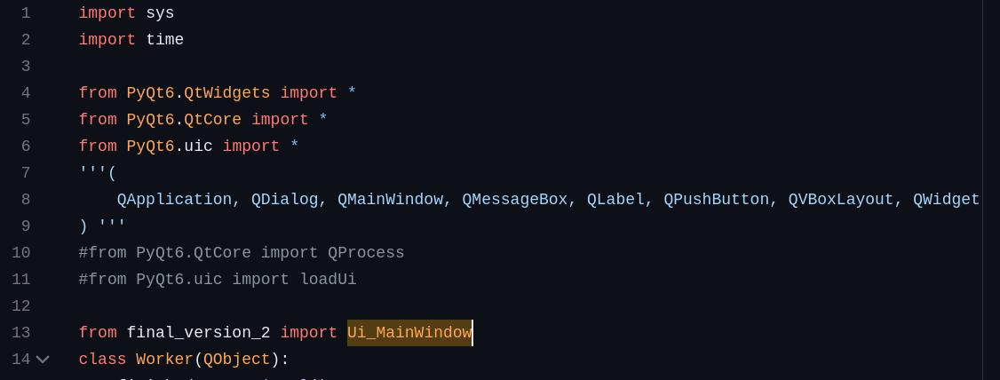 1 import sys
2 import time
3
4 from PyQt6.QtWidgets import *
5 from PyQt6.QtCore import *
6 from PyQt6.uic import *
7 '''(
8     QApplication, QDialog, QMainWindow, QMessageBox, QLabel, QPushButton, QVBoxLayout, QWidget
9 ) '''
10 #from PyQt6.QtCore import QProcess
11 #from PyQt6.uic import loadUi
12
13 from final_version_2 import Ui_MainWindow
14 class Worker(QObject):